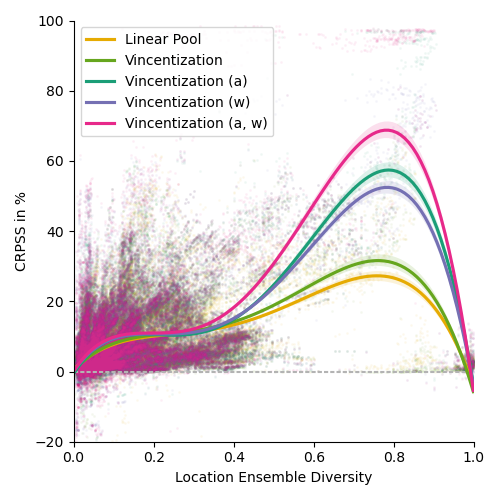 Linear Pool
Vincentization
Vincentization (a)
Vincentization (w)
Vincentization (a, w)
CRPSS in %
100
80
60
40
20
0
−20
0.0 0.2 0.4 0.6 0.8 1.0
Location Ensemble Diversity